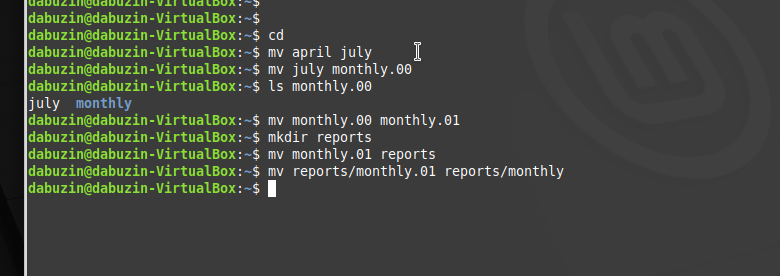 dabuzin@dabuzin-VirtualBox:~$
dabuzin@dabuzin-VirtualBox:~$
dabuzin@dabuzin-VirtualBox:~$ cd
dabuzin@dabuzin-VirtualBox:~$ mv april july
dabuzin@dabuzin-VirtualBox:~$ mv july monthly.00
dabuzin@dabuzin-VirtualBox:~$ ls monthly.00
july  monthly
dabuzin@dabuzin-VirtualBox:~$ mv monthly.00 monthly.01
dabuzin@dabuzin-VirtualBox:~$ mkdir reports
dabuzin@dabuzin-VirtualBox:~$ mv monthly.01 reports
dabuzin@dabuzin-VirtualBox:~$ mv reports/monthly.01 reports/monthly
dabuzin@dabuzin-VirtualBox:~$